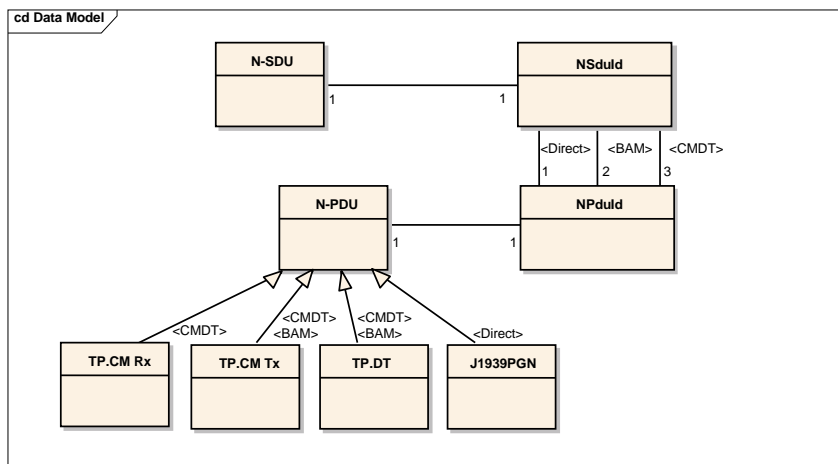 cd Data Model
N-SDU
NSduId
1
1
<Direct>
<BAM>
<CMDT>
1
2
3
N-PDU
NPduId
1
1
<CMDT>
<CMDT>
<BAM>
<CMDT>
<BAM>
<Direct>
TP.CM Rx
TP.CM Tx
TP.DT
J1939PGN